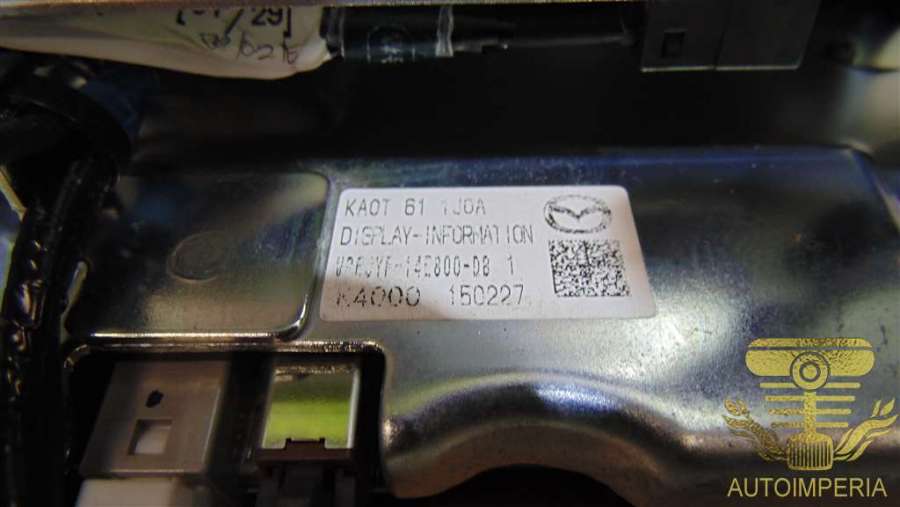 KA0T 61 1J0A
DISPLAY-INFORMATION
K4000 150227
AUTOIMPERIA